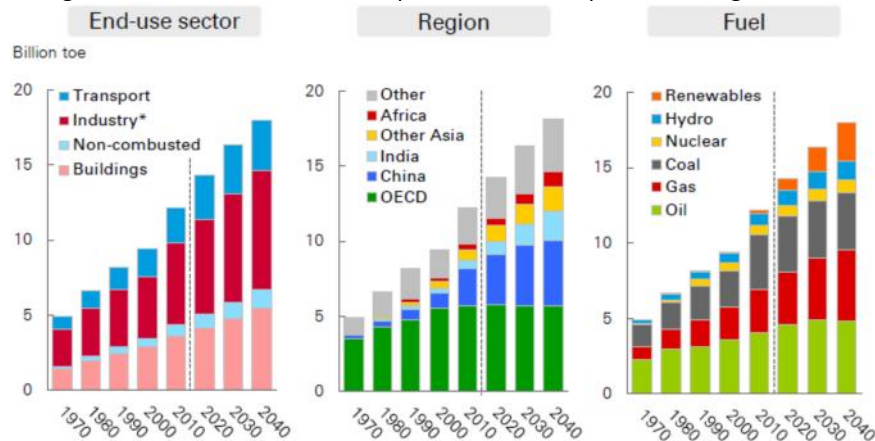 End-use sector
Billion toe
20
15
10
5
0
Transport
Industry*
Non-combusted
Buildings
1970
1980
1990
2000
2010
2020
2030
2040
Region
20
15
10
5
0
Other
Africa
Other Asia
India
China
OECD
1970
1980
1990
2000
2010
2020
2030
2040
Fuel
20
15
10
5
0
Renewables
Hydro
Nuclear
Coal
Gas
Oil
1970
1980
1990
2000
2010
2020
2030
2040